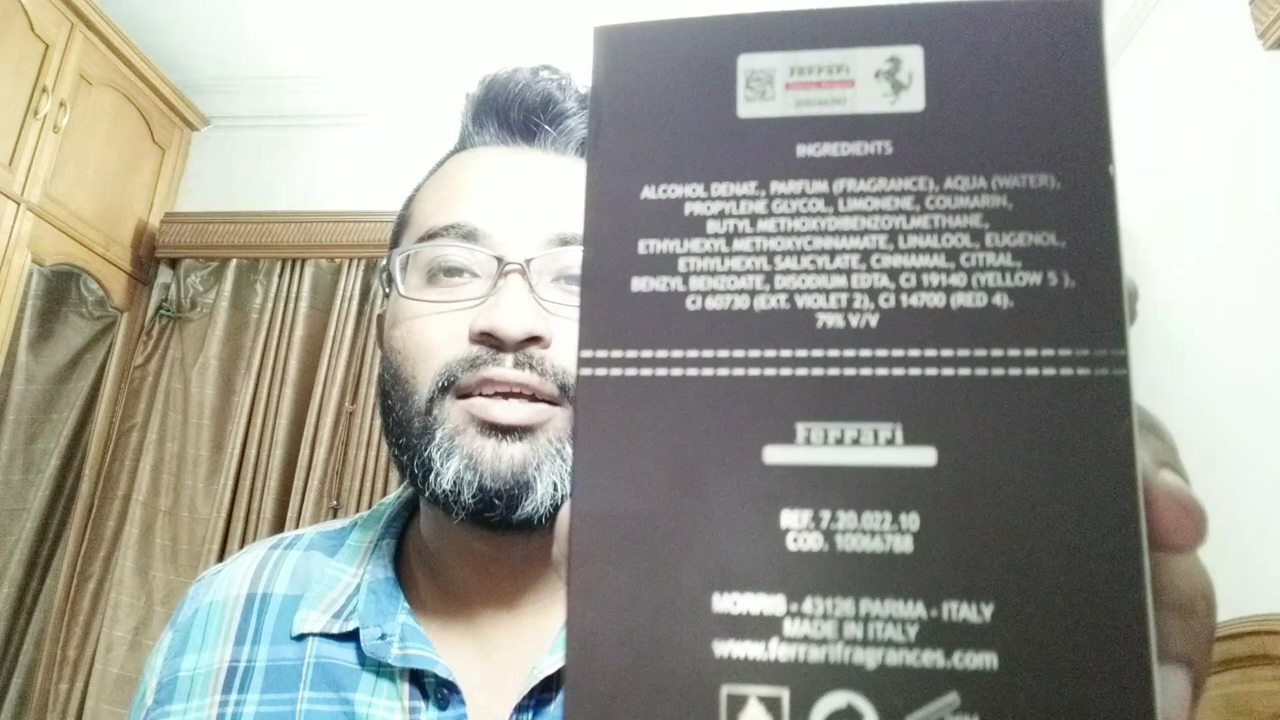 Ferrari
INGREDIENTS
ALCOHOL DENAT., PARFUM (FRAGRANCE), AQUA (WATER),
PROPYLENE GLYCOL, LIMONENE, COUMARIN,
BUTYL METHOXYDIBENZOYLMETHANE,
ETHYLHEXYL METHOXYCINNAMATE, LINALOOL, EUGENOL,
ETHYLHEXYL SALICYLATE, CINNAMAL, CITRAL,
BENZYL BENZOATE, DISODIUM EDTA, CI 19140 (YELLOW 5 ),
CI 60730 (EXT. VIOLET 2), CI 14700 (RED 4).
79% V/V
Ferrari
REF. 7.20.022.10
COD. 10066788
MORRIS - 43126 PARMA - ITALY
MADE IN ITALY
www.ferrarifragrances.com